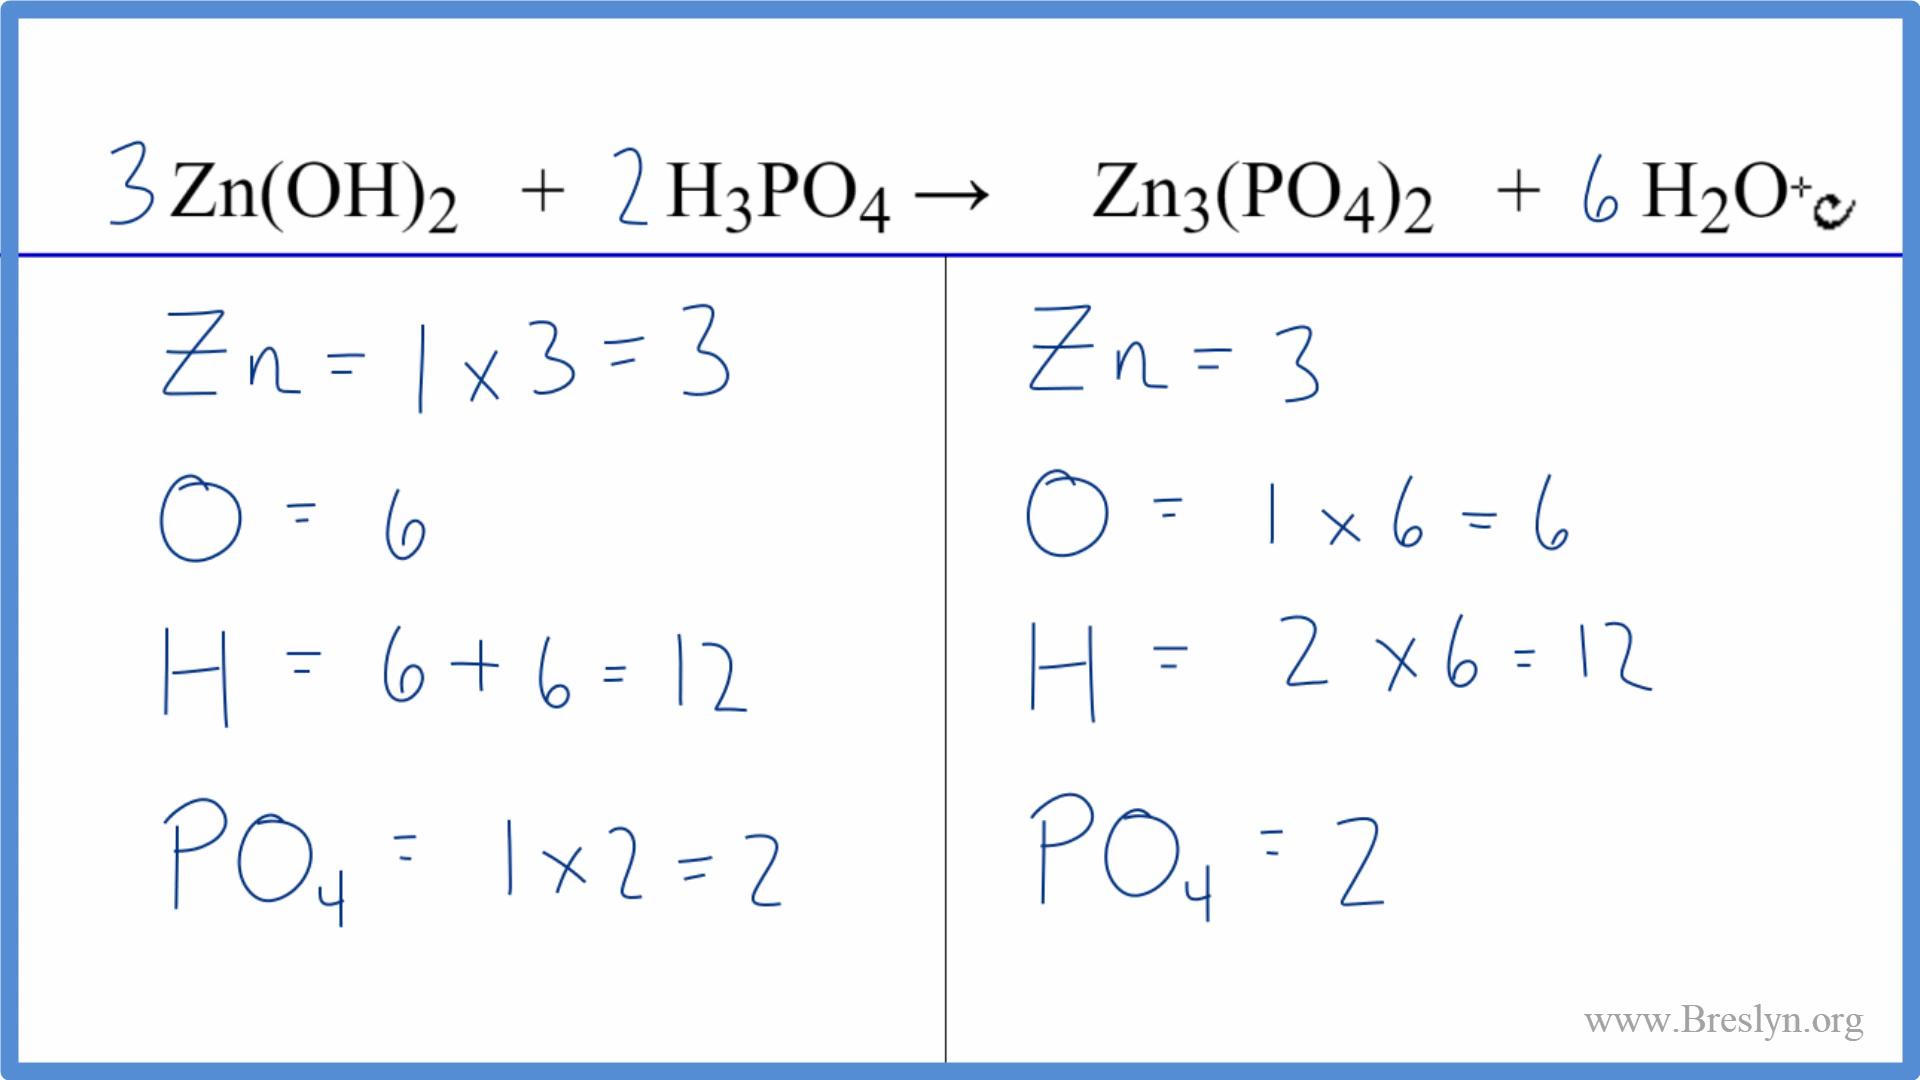 3 Zn(OH)2 + 2 H3PO4 → Zn3(PO4)2 + 6 H2O
Zn = 1 x 3 = 3
O = 6
H = 6 + 6 = 12
PO4 = 1 x 2 = 2
Zn = 3
O = 1 x 6 = 6
H = 2 x 6 = 12
PO4 = 2
www.Breslyn.org